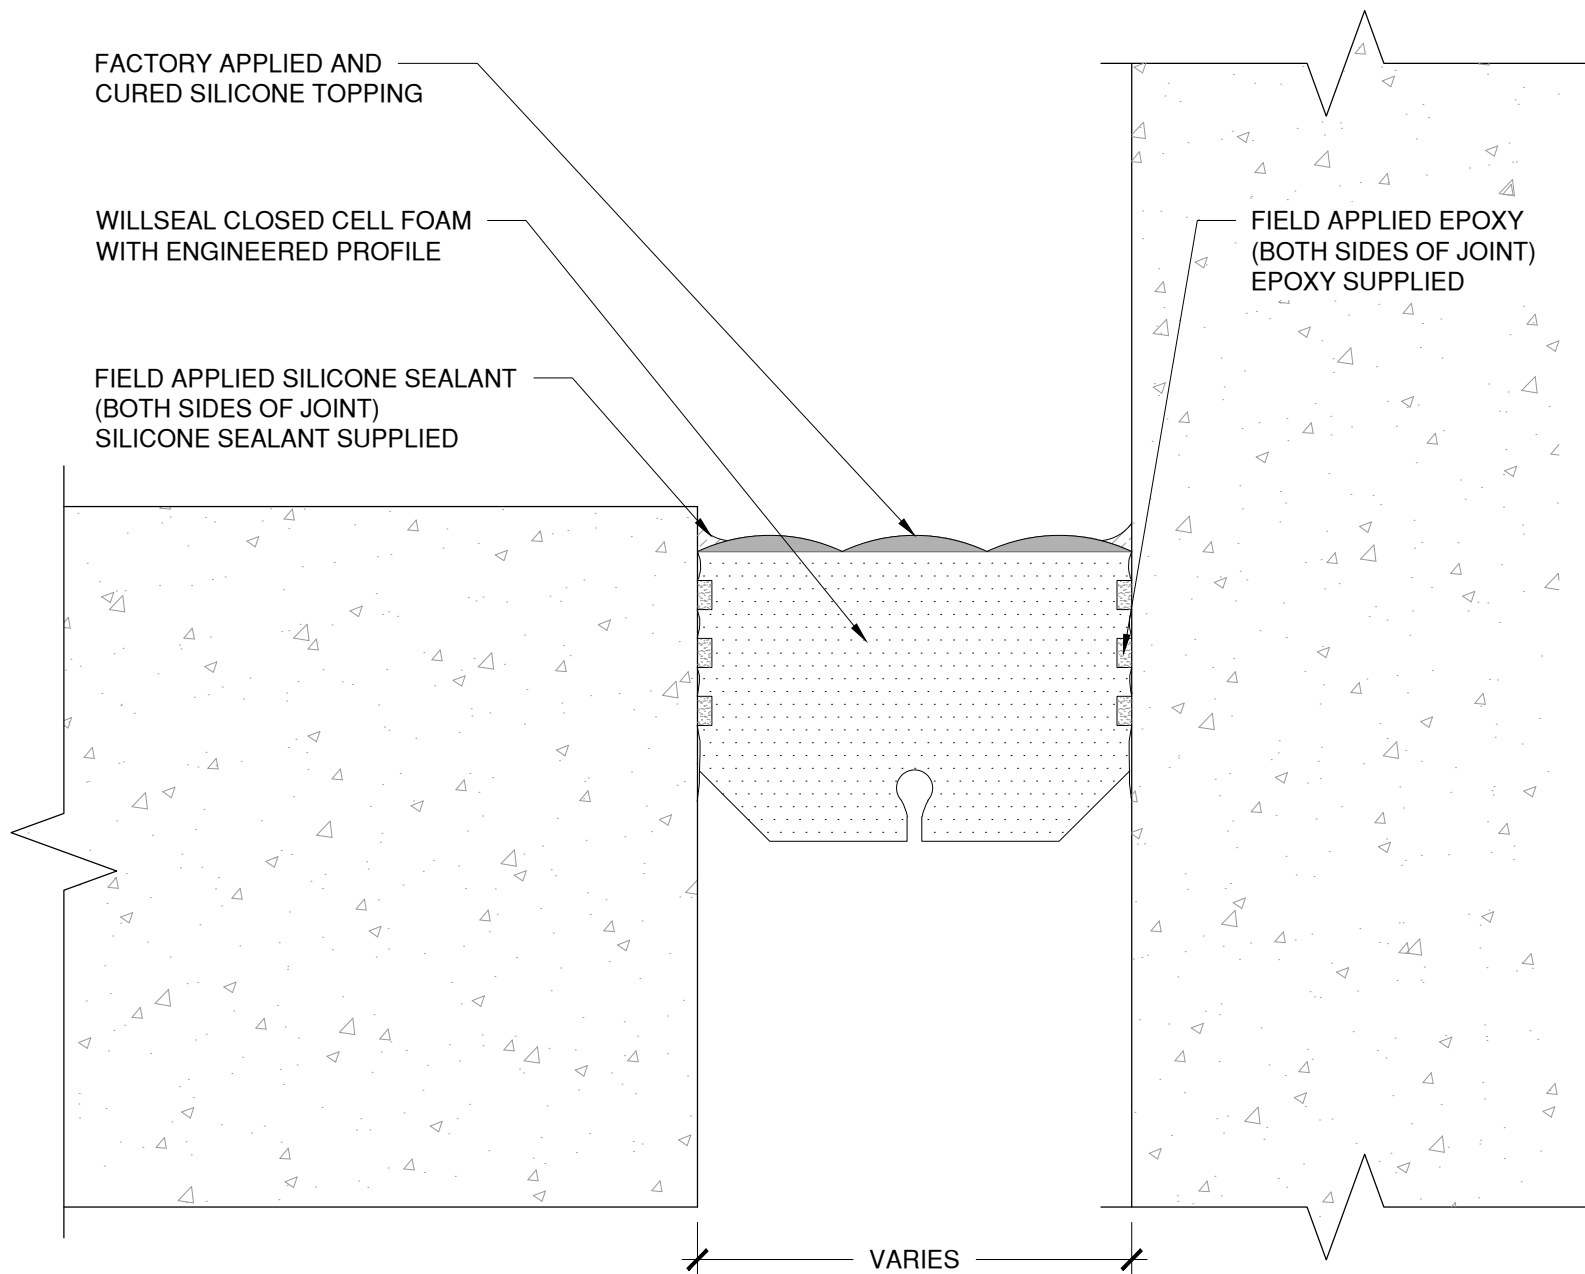 FACTORY APPLIED AND
CURED SILICONE TOPPING
WILLSEAL CLOSED CELL FOAM
WITH ENGINEERED PROFILE
FIELD APPLIED EPOXY
(BOTH SIDES OF JOINT)
EPOXY SUPPLIED
FIELD APPLIED SILICONE SEALANT
(BOTH SIDES OF JOINT)
SILICONE SEALANT SUPPLIED
VARIES